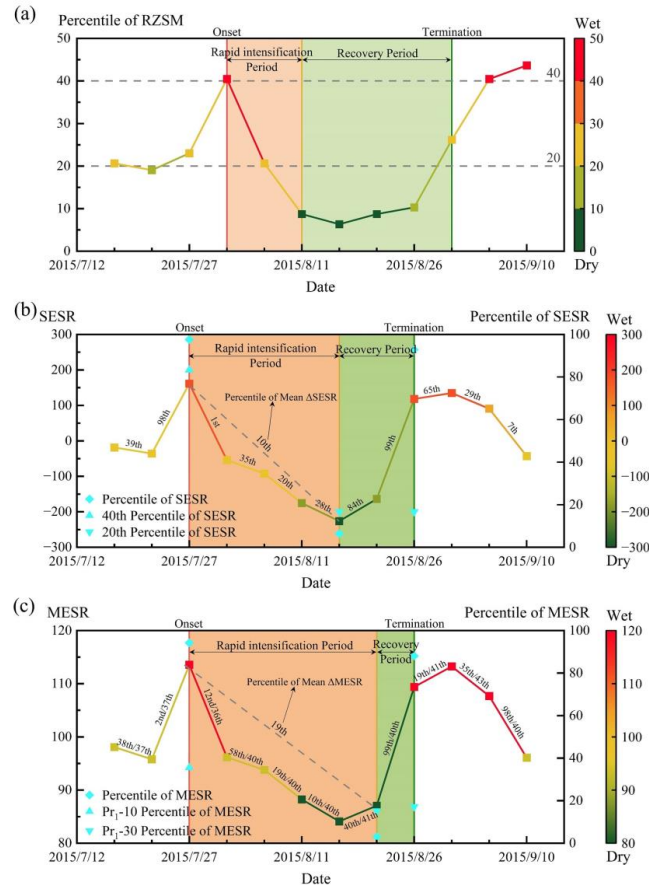 (a)
Percentile of RZSM
Wet
Onset
Termination
Rapid intensification
Period
Recovery Period
50
40
30
20
10
0
40
20
50
40
30
20
10
0
Dry
2015/7/12
2015/7/27
2015/8/11
2015/8/26
2015/9/10
Date
(b)
SESR
Percentile of SESR
Wet
Onset
Termination
Rapid intensification
Period
Recovery Period
300
200
100
0
−100
−200
−300
100
80
60
40
20
0
300
200
100
0
−100
−200
−300
Dry
Percentile of Mean ΔSESR
39th
98th
1st
35th
20th
28th
10th
84th
99th
65th
29th
7th
Percentile of SESR
40th Percentile of SESR
20th Percentile of SESR
2015/7/12
2015/7/27
2015/8/11
2015/8/26
2015/9/10
Date
(c)
MESR
Percentile of MESR
Wet
Onset
Termination
Rapid intensification Period
Recovery
Period
120
110
100
90
80
100
80
60
40
20
0
120
110
100
90
80
Dry
Percentile of Mean ΔMESR
38th/37th
2nd/37th
12nd/36th
58th/40th
19th/40th
10th/40th
40th/41th
19th
99th/40th
19th/41th
35th/43th
98th/40th
Percentile of MESR
Pr₁-10 Percentile of MESR
Pr₁-30 Percentile of MESR
2015/7/12
2015/7/27
2015/8/11
2015/8/26
2015/9/10
Date